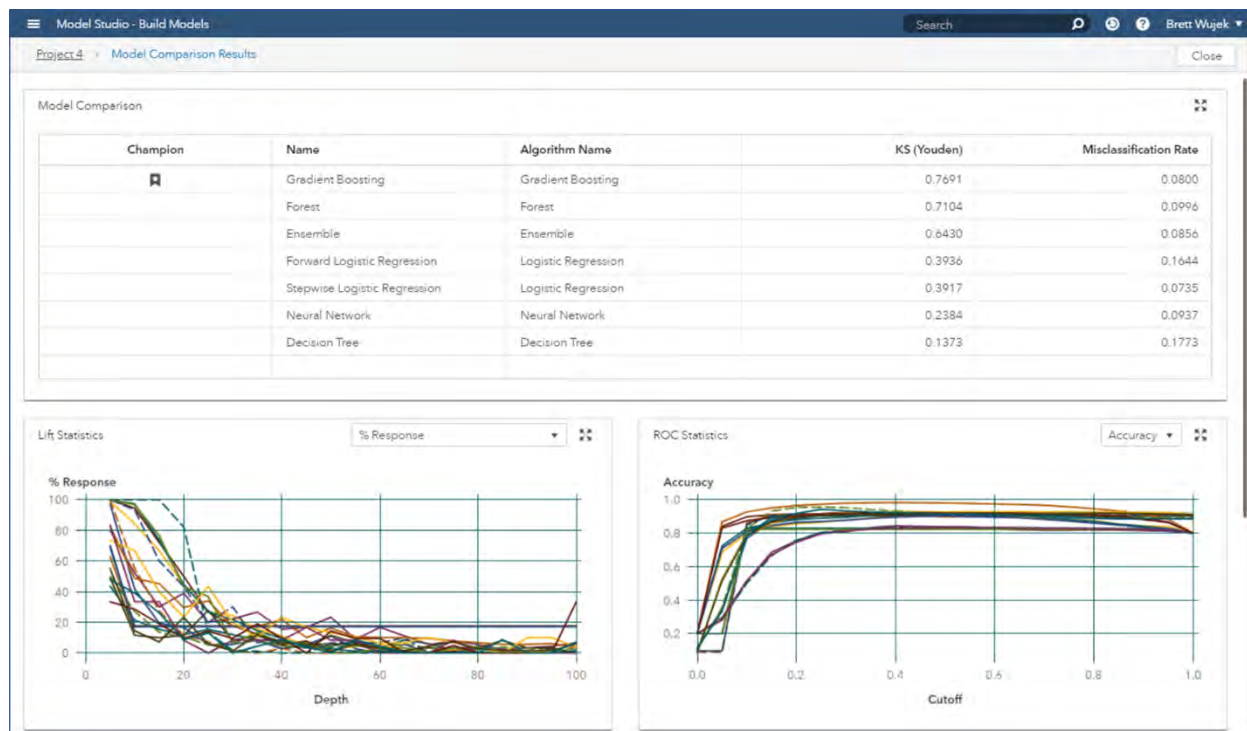 Model Studio - Build Models
Search
Brett Wujek
Project 4
Model Comparison Results
Close
Model Comparison
Champion Name Algorithm Name KS (Youden) Misclassification Rate
Gradient Boosting Gradient Boosting 0.7691 0.0800
Forest Forest 0.7104 0.0996
Ensemble Ensemble 0.6430 0.0856
Forward Logistic Regression Logistic Regression 0.3936 0.1644
Stepwise Logistic Regression Logistic Regression 0.3917 0.0735
Neural Network Neural Network 0.2384 0.0937
Decision Tree Decision Tree 0.1373 0.1773
Lift Statistics
% Response
% Response
100
80
60
40
20
0
0 20 40 60 80 100
Depth
ROC Statistics
Accuracy
Accuracy
1.0
0.8
0.6
0.4
0.2
0.0 0.2 0.4 0.6 0.8 1.0
Cutoff